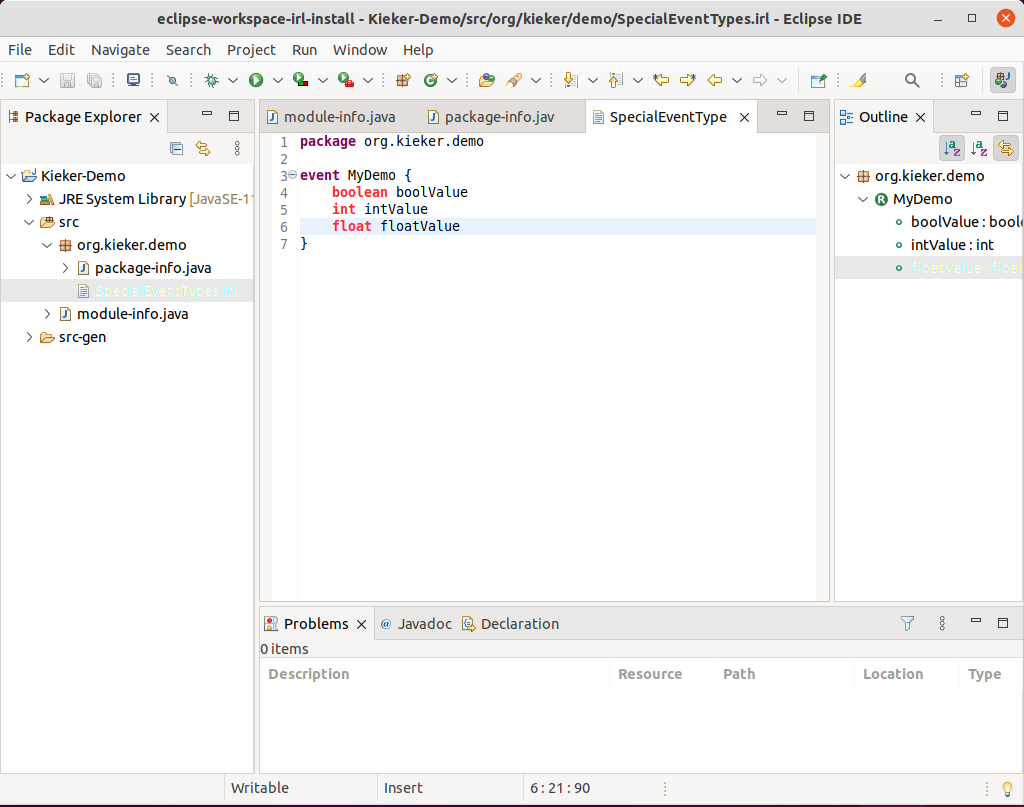 eclipse-workspace-irl-install - Kieker-Demo/src/org/kieker/demo/SpecialEventTypes.irl - Eclipse IDE
File Edit Navigate Search Project Run Window Help
Package Explorer
Kieker-Demo
JRE System Library [JavaSE-11
src
org.kieker.demo
package-info.java
SpecialEventTypes.irl
module-info.java
src-gen
module-info.java package-info.jav SpecialEventType
1 package org.kieker.demo
2
3 event MyDemo {
4 boolean boolValue
5 int intValue
6 float floatValue
7 }
Outline
org.kieker.demo
MyDemo
boolValue : boole
intValue : int
floatValue : float
Problems @ Javadoc Declaration
0 items
Description Resource Path Location Type
Writable Insert 6 : 21 : 90